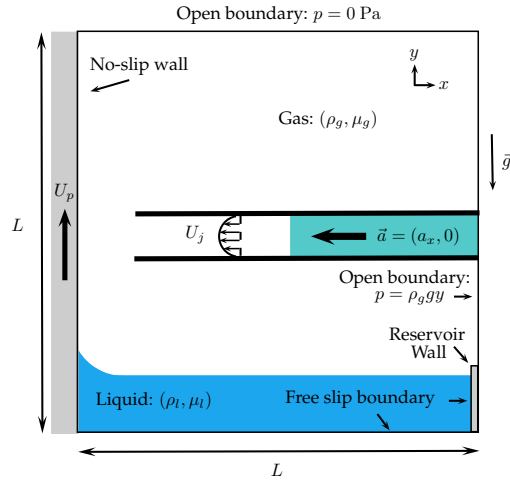 Open boundary: p = 0 Pa
No-slip wall
y
x
Gas: (ρ_g, μ_g)
g⃗
U_p
L
U_j
a⃗ = (a_x, 0)
Open boundary:
p = ρ_g gy
Reservoir
Wall
Liquid: (ρ_l, μ_l)
Free slip boundary
L